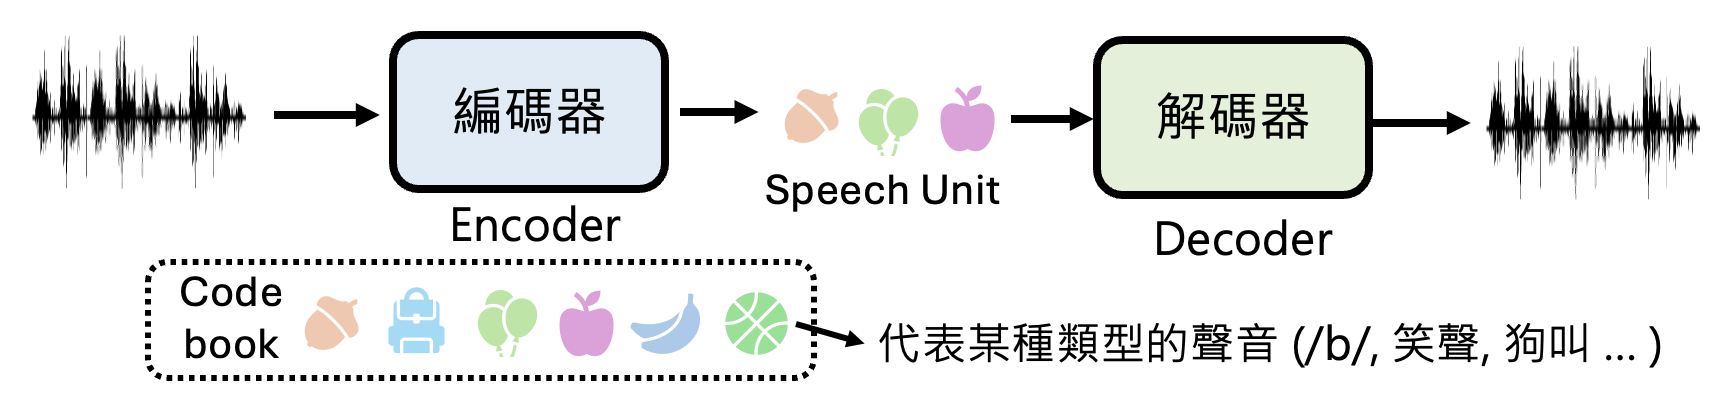 編碼器
解碼器
Speech Unit
Encoder
Decoder
Code
book
代表某種類型的聲音 (/b/, 笑聲, 狗叫 ... )